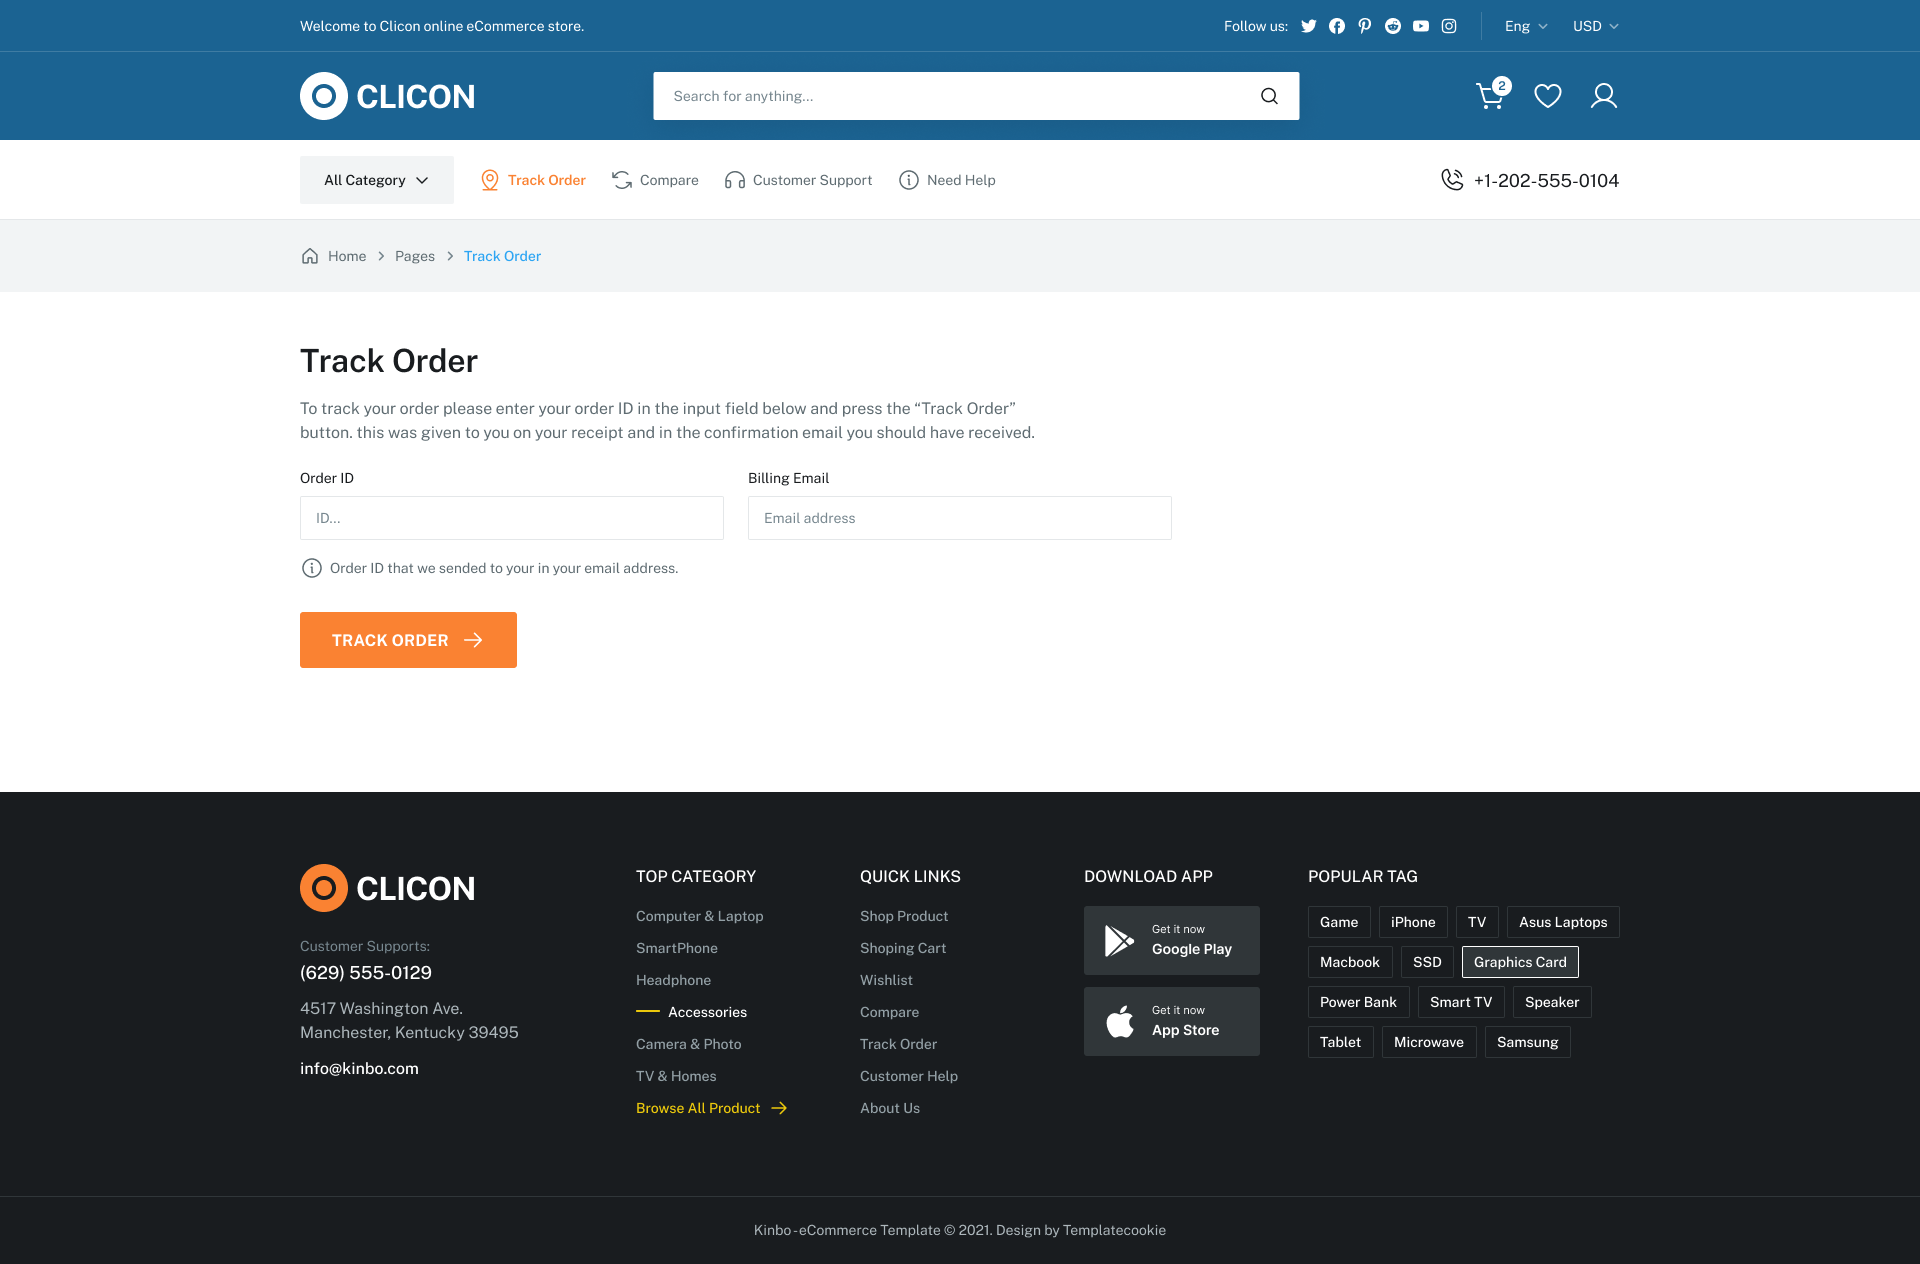 Welcome to Clicon online eCommerce store.
Follow us:
Eng
USD
CLICON
Search for anything...
2
All Category
Track Order
Compare
Customer Support
Need Help
+1-202-555-0104
Home
Pages
Track Order
Track Order
To track your order please enter your order ID in the input field below and press the “Track Order”
button. this was given to you on your receipt and in the confirmation email you should have received.
Order ID
Billing Email
ID...
Email address
Order ID that we sended to your in your email address.
TRACK ORDER
CLICON
Customer Supports:
(629) 555-0129
4517 Washington Ave.
Manchester, Kentucky 39495
info@kinbo.com
TOP CATEGORY
Computer & Laptop
SmartPhone
Headphone
Accessories
Camera & Photo
TV & Homes
Browse All Product
QUICK LINKS
Shop Product
Shoping Cart
Wishlist
Compare
Track Order
Customer Help
About Us
DOWNLOAD APP
Get it now
Google Play
Get it now
App Store
POPULAR TAG
Game
iPhone
TV
Asus Laptops
Macbook
SSD
Graphics Card
Power Bank
Smart TV
Speaker
Tablet
Microwave
Samsung
Kinbo - eCommerce Template © 2021. Design by Templatecookie